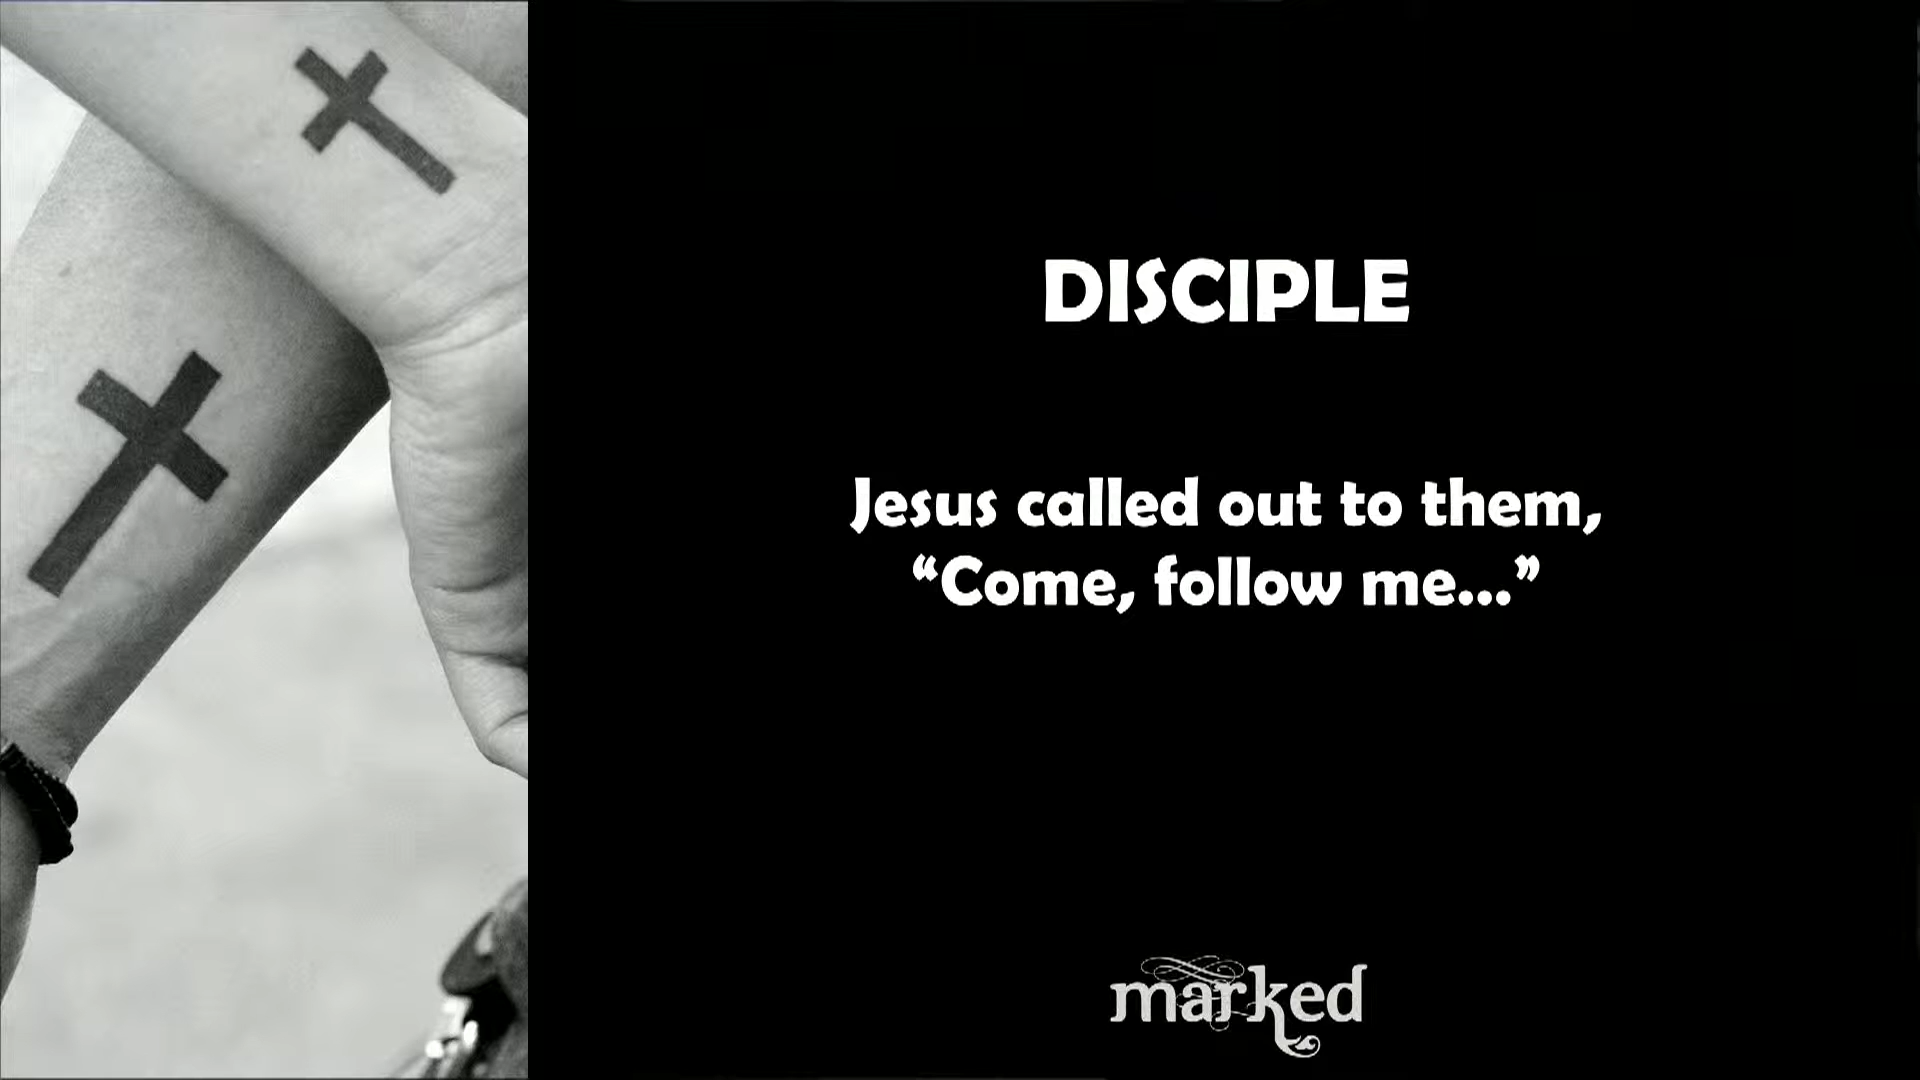 DISCIPLE
Jesus called out to them,
“Come, follow me...”
marked